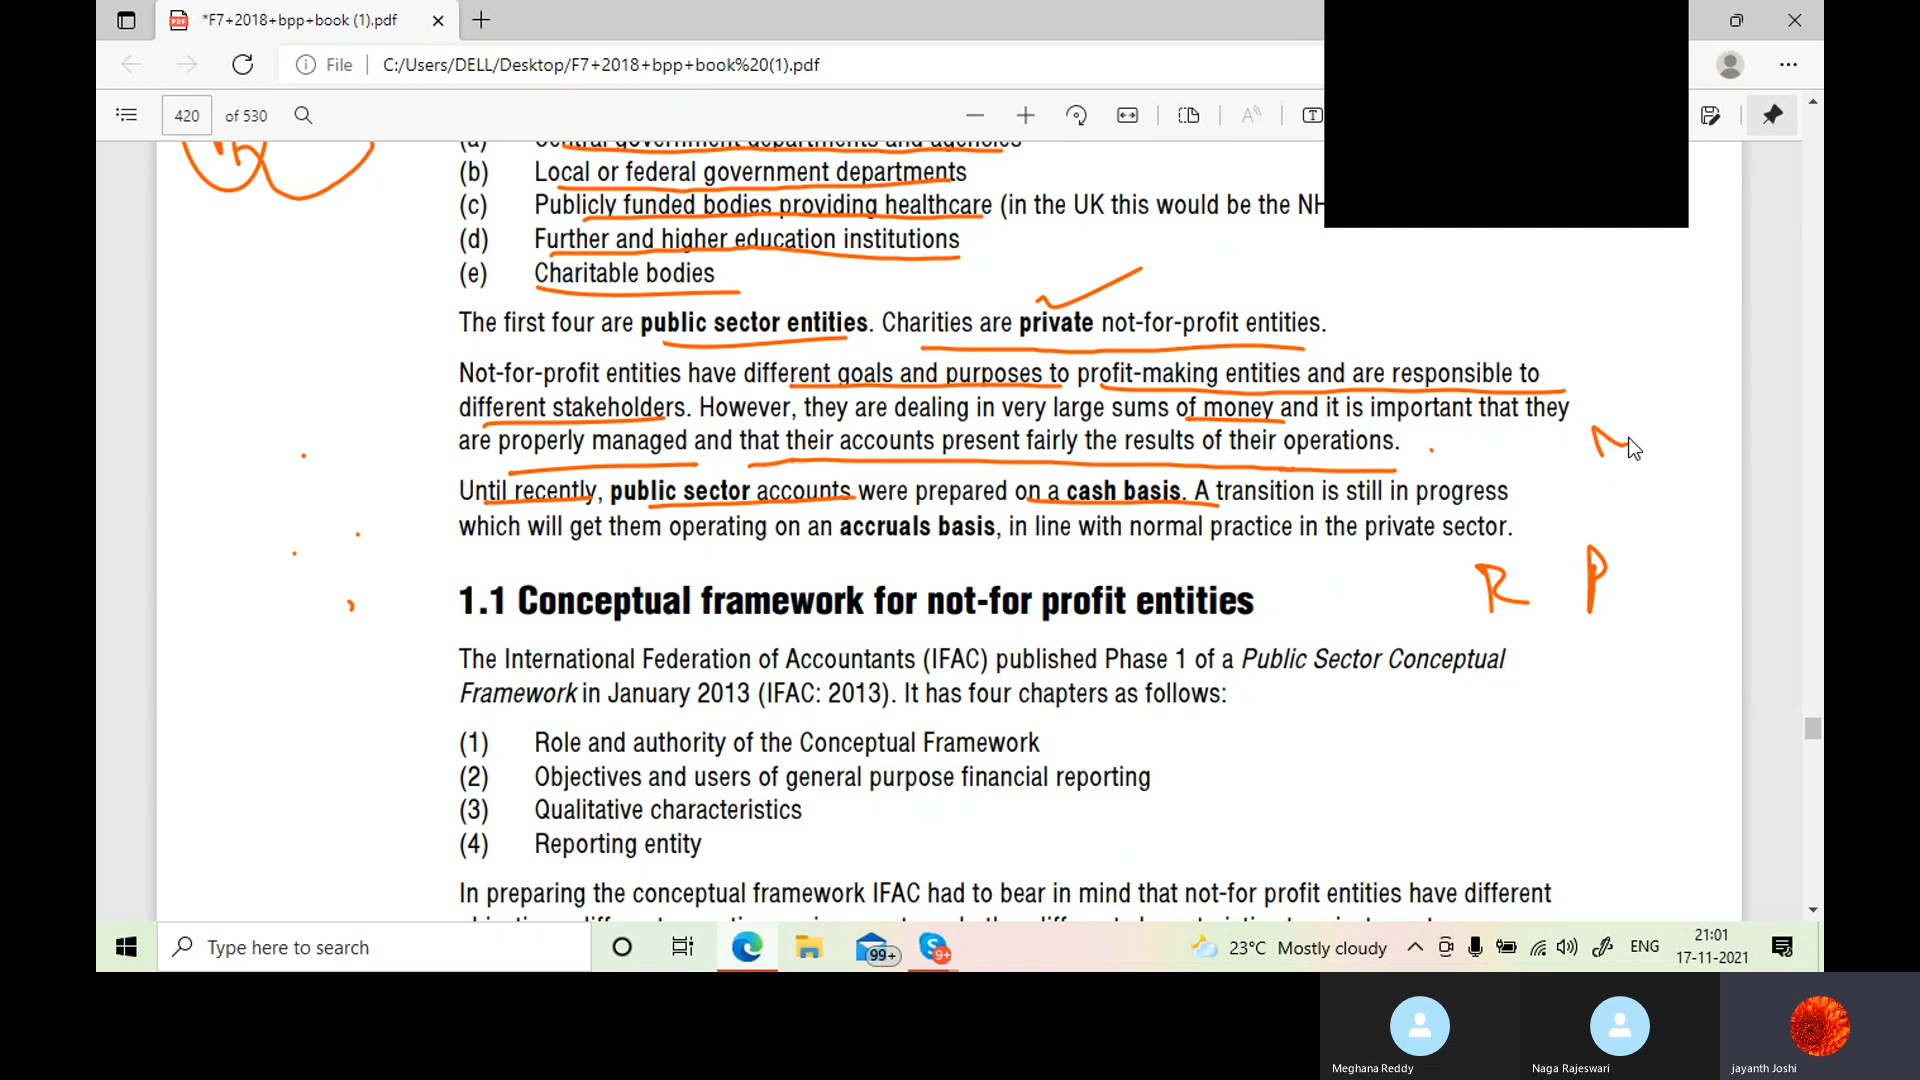 *F7+2018+bpp+book (1).pdf
File
C:/Users/DELL/Desktop/F7+2018+bpp+book%20(1).pdf
420 of 530
(a) Central government departments and agencies
(b) Local or federal government departments
(c) Publicly funded bodies providing healthcare (in the UK this would be the NH
(d) Further and higher education institutions
(e) Charitable bodies
The first four are public sector entities. Charities are private not-for-profit entities.
Not-for-profit entities have different goals and purposes to profit-making entities and are responsible to
different stakeholders. However, they are dealing in very large sums of money and it is important that they
are properly managed and that their accounts present fairly the results of their operations.
Until recently, public sector accounts were prepared on a cash basis. A transition is still in progress
which will get them operating on an accruals basis, in line with normal practice in the private sector.
R P
1.1 Conceptual framework for not-for profit entities
The International Federation of Accountants (IFAC) published Phase 1 of a Public Sector Conceptual
Framework in January 2013 (IFAC: 2013). It has four chapters as follows:
(1) Role and authority of the Conceptual Framework
(2) Objectives and users of general purpose financial reporting
(3) Qualitative characteristics
(4) Reporting entity
In preparing the conceptual framework IFAC had to bear in mind that not-for profit entities have different
Type here to search
99+
9+
23°C Mostly cloudy
ENG
21:01
17-11-2021
Meghana Reddy
Naga Rajeswari
jayanth Joshi